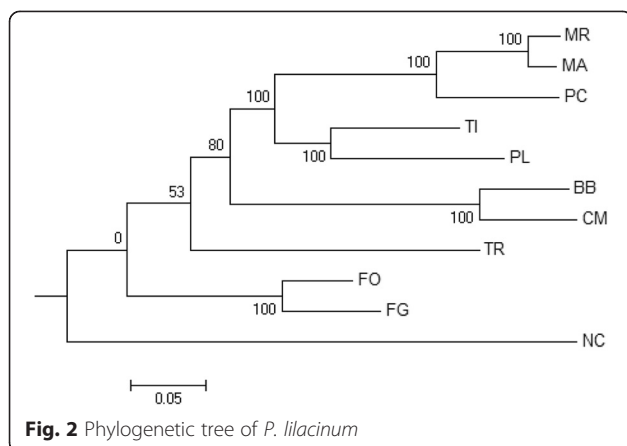 MR
100
MA
100
PC
100
TI
80
100
PL
53
BB
100
CM
0
TR
FO
100
FG
NC
0.05
Fig. 2 Phylogenetic tree of P. lilacinum